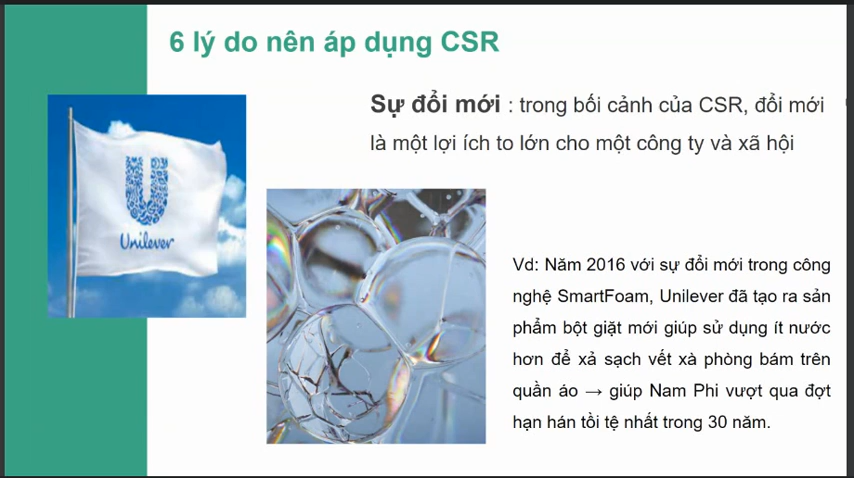 6 lý do nên áp dụng CSR
Sự đổi mới : trong bối cảnh của CSR, đổi mới
là một lợi ích to lớn cho một công ty và xã hội
Unilever
Vd: Năm 2016 với sự đổi mới trong công
nghệ SmartFoam, Unilever đã tạo ra sản
phẩm bột giặt mới giúp sử dụng ít nước
hơn để xả sạch vết xà phòng bám trên
quần áo → giúp Nam Phi vượt qua đợt
hạn hán tồi tệ nhất trong 30 năm.